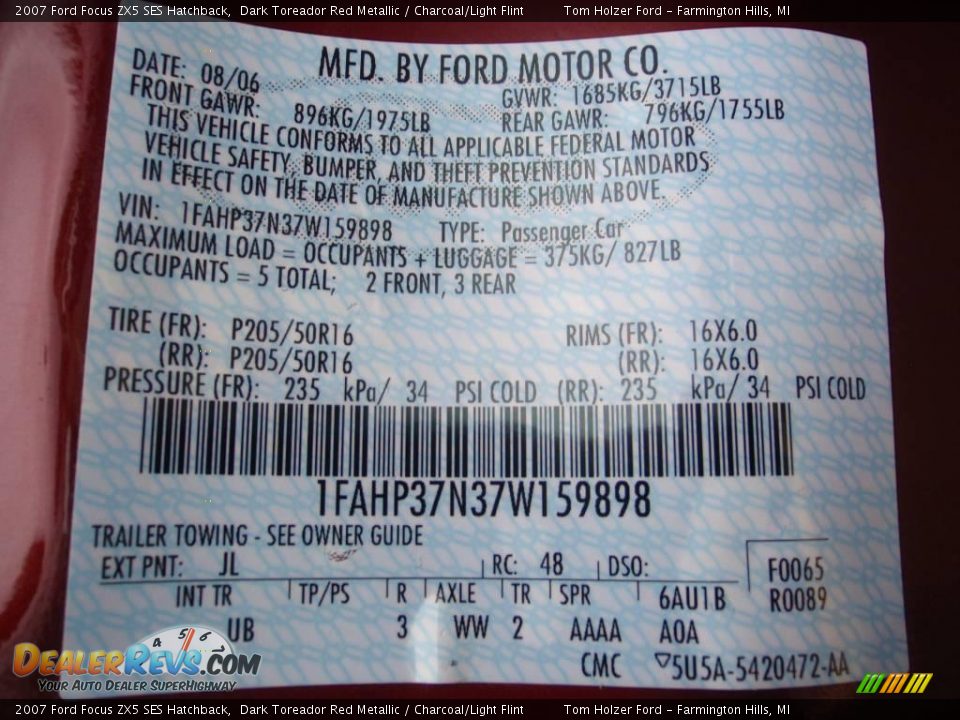 2007 Ford Focus ZX5 SES Hatchback, Dark Toreador Red Metallic / Charcoal/Light Flint Tom Holzer Ford - Farmington Hills, MI
MFD. BY FORD MOTOR CO.
DATE: 08/06 GVWR: 1685KG/3715LB
FRONT GAWR: 896KG/1975LB REAR GAWR: 796KG/1755LB
THIS VEHICLE CONFORMS TO ALL APPLICABLE FEDERAL MOTOR
VEHICLE SAFETY, BUMPER, AND THEFT PREVENTION STANDARDS
IN EFFECT ON THE DATE OF MANUFACTURE SHOWN ABOVE.
VIN: 1FAHP37N37W159898 TYPE: Passenger Car
MAXIMUM LOAD = OCCUPANTS + LUGGAGE = 375KG/ 827LB
OCCUPANTS = 5 TOTAL; 2 FRONT, 3 REAR
TIRE (FR): P205/50R16 RIMS (FR): 16X6.0
(RR): P205/50R16 (RR): 16X6.0
PRESSURE (FR): 235 kPa/ 34 PSI COLD (RR): 235 kPa/ 34 PSI COLD
1FAHP37N37W159898
TRAILER TOWING - SEE OWNER GUIDE
EXT PNT: JL RC: 48 DSO: F0065
INT TR TP/PS R AXLE TR SPR 6AU1B R0089
UB 3 WW 2 AAAA A0A
CMC ▽5U5A-5420472-AA
4 5 6
DEALERREVS.COM
YOUR AUTO DEALER SUPERHIGHWAY
2007 Ford Focus ZX5 SES Hatchback, Dark Toreador Red Metallic / Charcoal/Light Flint Tom Holzer Ford - Farmington Hills, MI